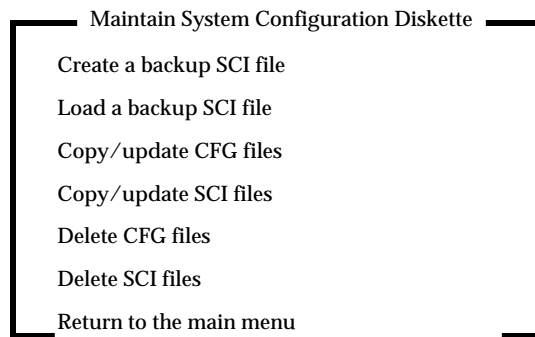 Maintain System Configuration Diskette
Create a backup SCI file
Load a backup SCI file
Copy/update CFG files
Copy/update SCI files
Delete CFG files
Delete SCI files
Return to the main menu